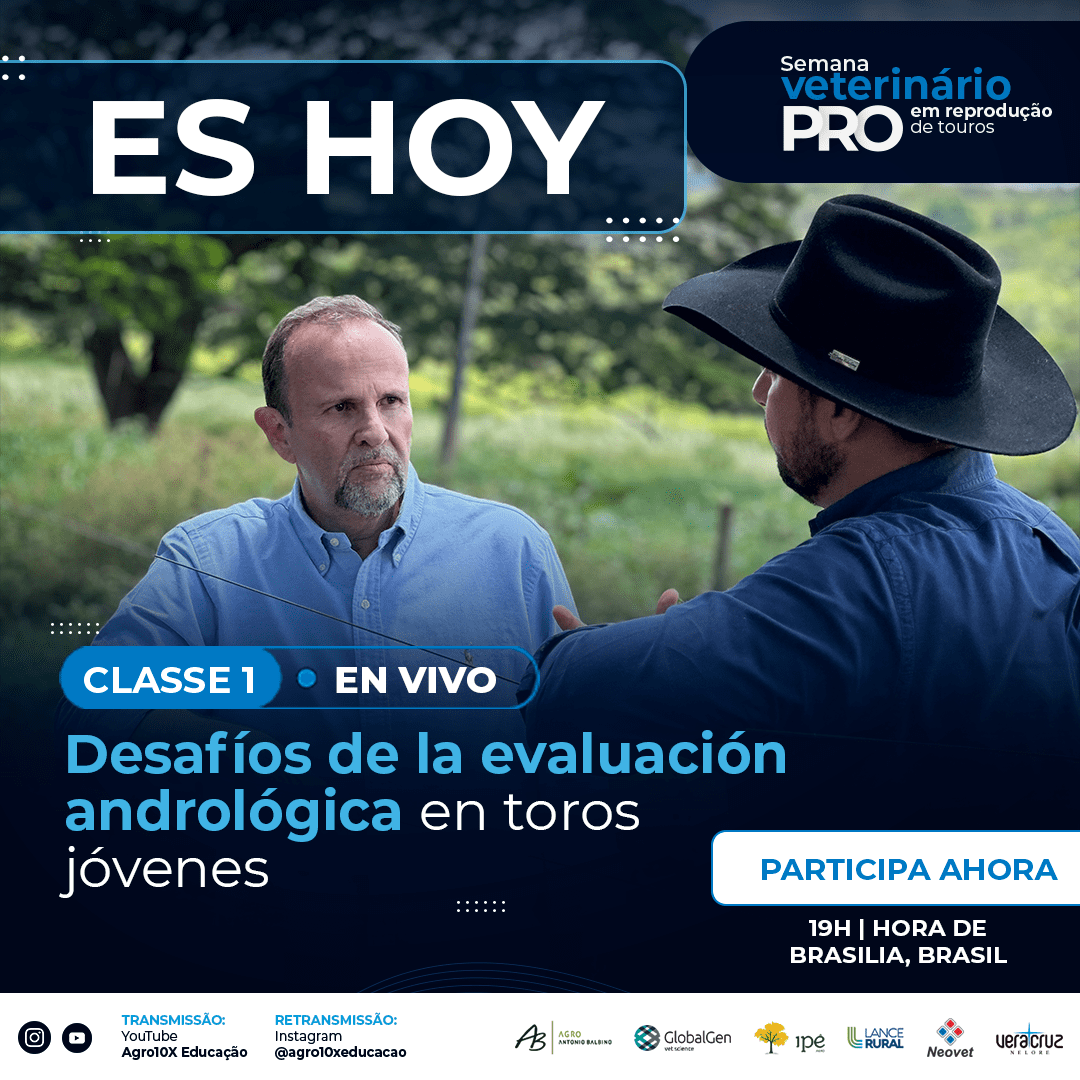 ES HOY
Semana
veterinário
PRO em reprodução
de touros
CLASSE 1 • EN VIVO
Desafíos de la evaluación
andrológica en toros
jóvenes
PARTICIPA AHORA
19H | HORA DE
BRASILIA, BRASIL
TRANSMISSÃO:
YouTube
Agro10X Educação
RETRANSMISSÃO:
Instagram
@agro10xeducacao
AB AGRO
ANTONIO BALBINO
GlobalGen
vet science
ipê
LANCE
RURAL
Neovet
veracruz
NELORE